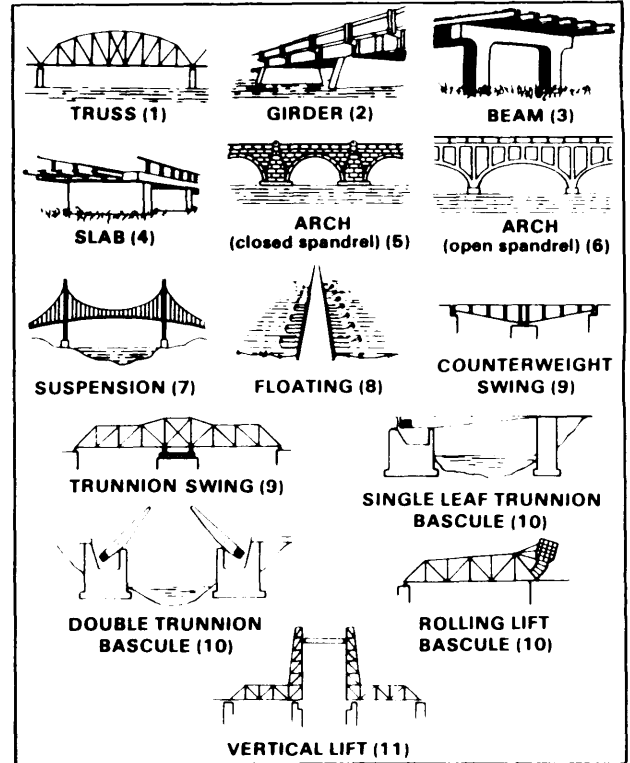 TRUSS (1)
GIRDER (2)
BEAM (3)
SLAB (4)
ARCH
(closed spandrel) (5)
ARCH
(open spandrel) (6)
SUSPENSION (7)
FLOATING (8)
COUNTERWEIGHT
SWING (9)
TRUNNION SWING (9)
SINGLE LEAF TRUNNION
BASCULE (10)
DOUBLE TRUNNION
BASCULE (10)
ROLLING LIFT
BASCULE (10)
VERTICAL LIFT (11)